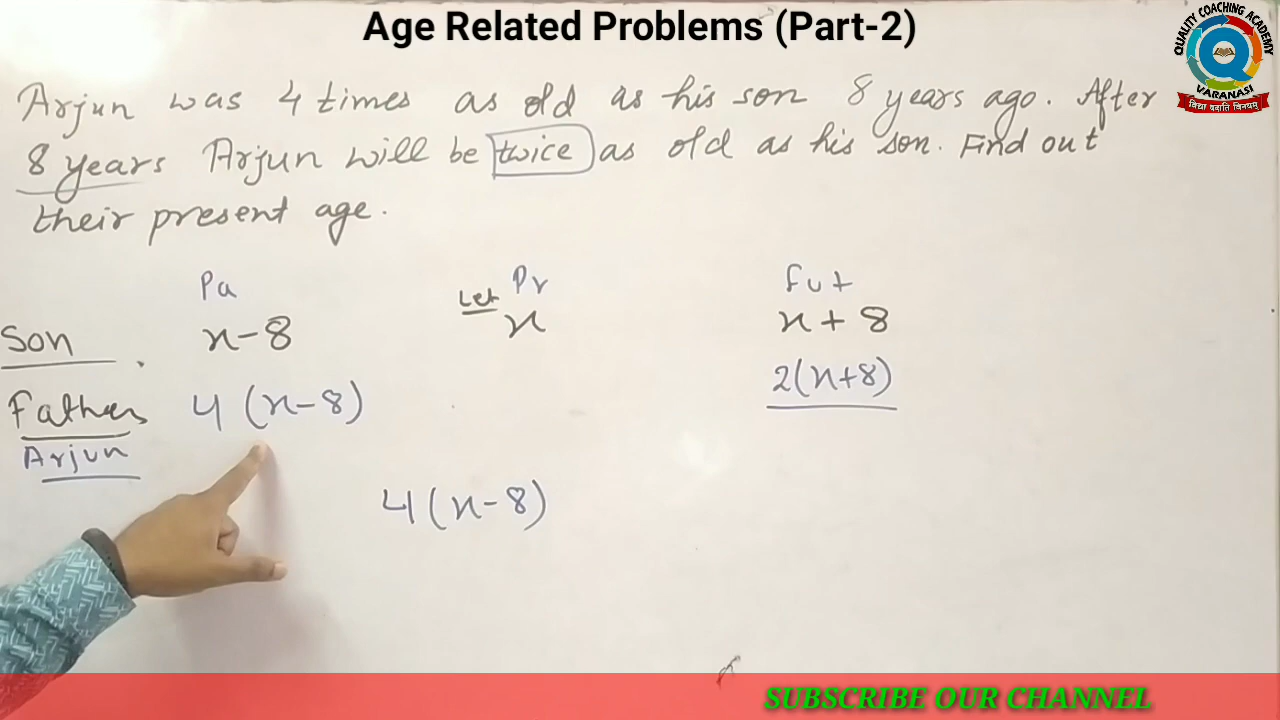 Age Related Problems (Part-2)
QUALITY COACHING ACADEMY
VARANASI
Arjun was 4 times as old as his son 8 years ago. After
8 years Arjun will be twice as old as his son. Find out
their present age.
Pa Pr Fut
Son x-8 Let x x+8
Father 4(x-8) 2(x+8)
Arjun
4(x-8)
SUBSCRIBE OUR CHANNEL